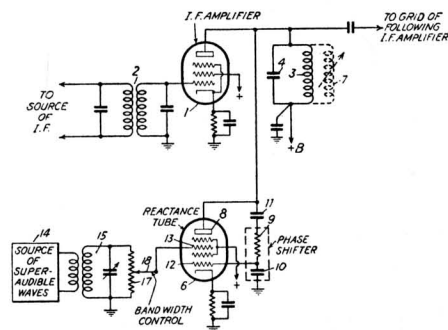 I.F. AMPLIFIER
TO GRID OF
FOLLOWING
I.F. AMPLIFIER
2
4
3
7
TO
SOURCE
OF
I.F.
1
+
+B
11
REACTANCE
TUBE
8
9
PHASE
SHIFTER
14
15
13
SOURCE
OF
SUPER-
AUDIBLE
WAVES
18
12
10
17
6
+
BAND WIDTH
CONTROL